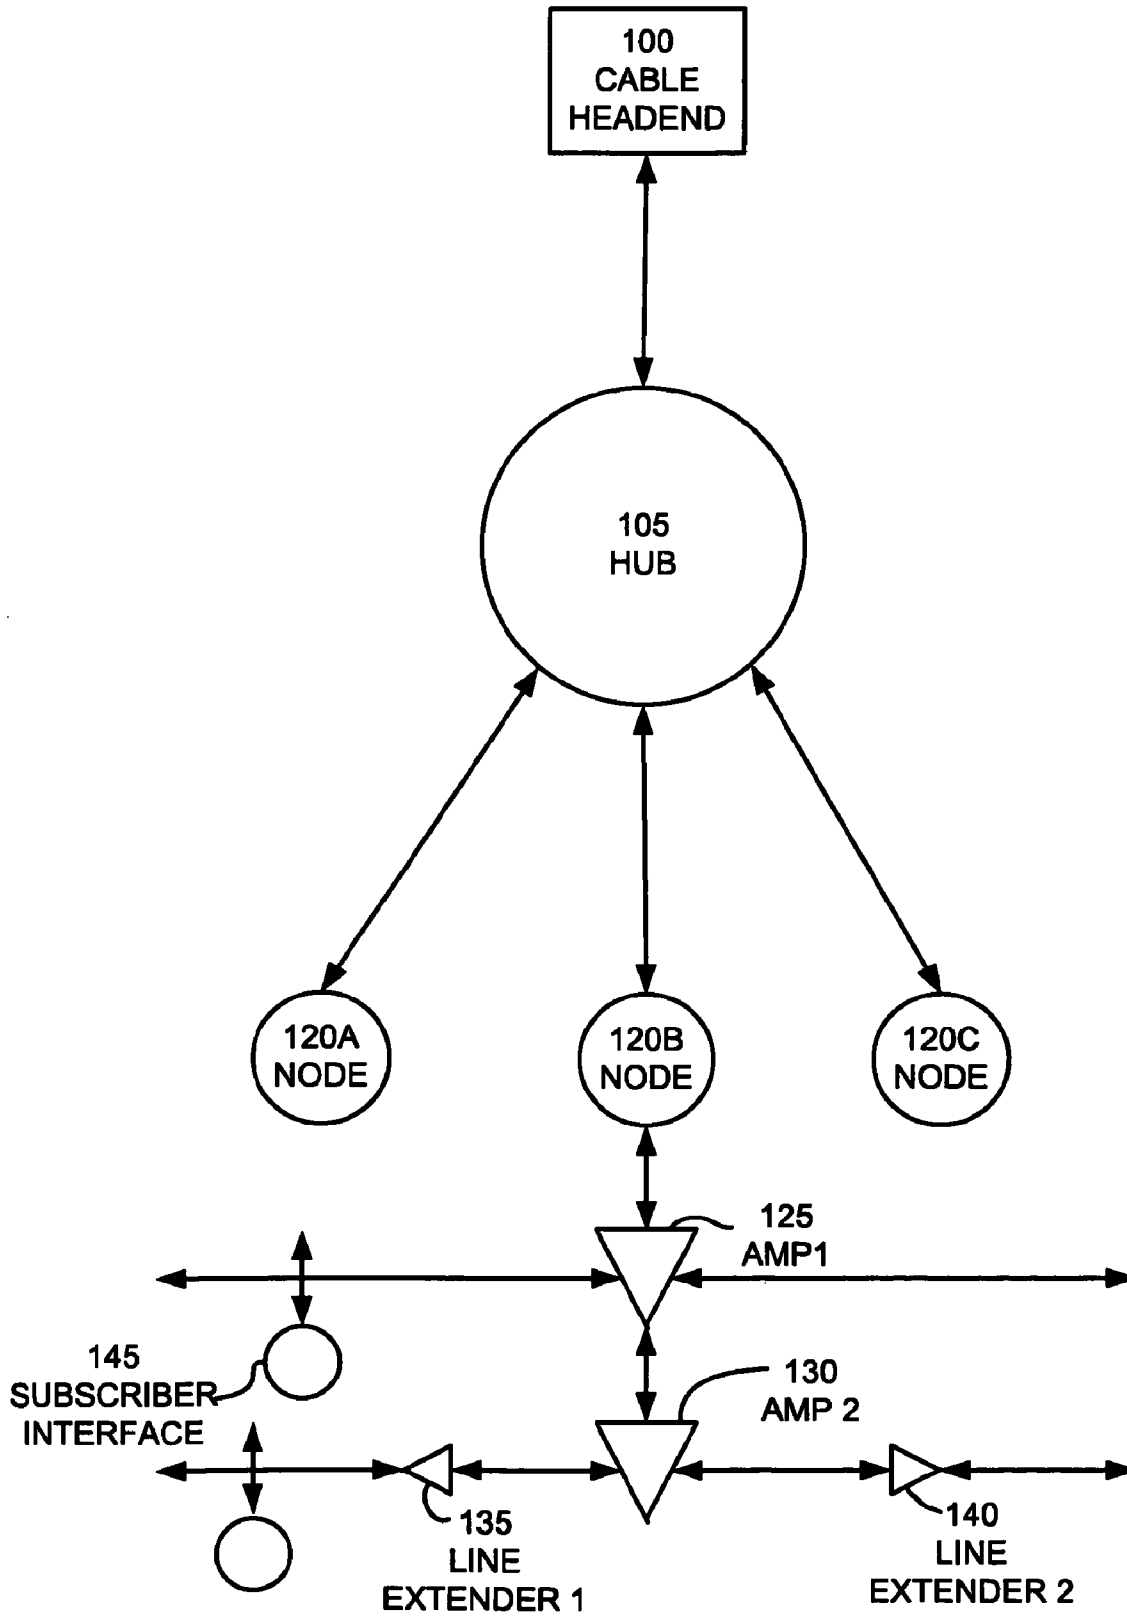 100
CABLE
HEADEND
105
HUB
120A
NODE
120B
NODE
120C
NODE
125
AMP1
145
SUBSCRIBER
INTERFACE
130
AMP 2
135
LINE
EXTENDER 1
140
LINE
EXTENDER 2